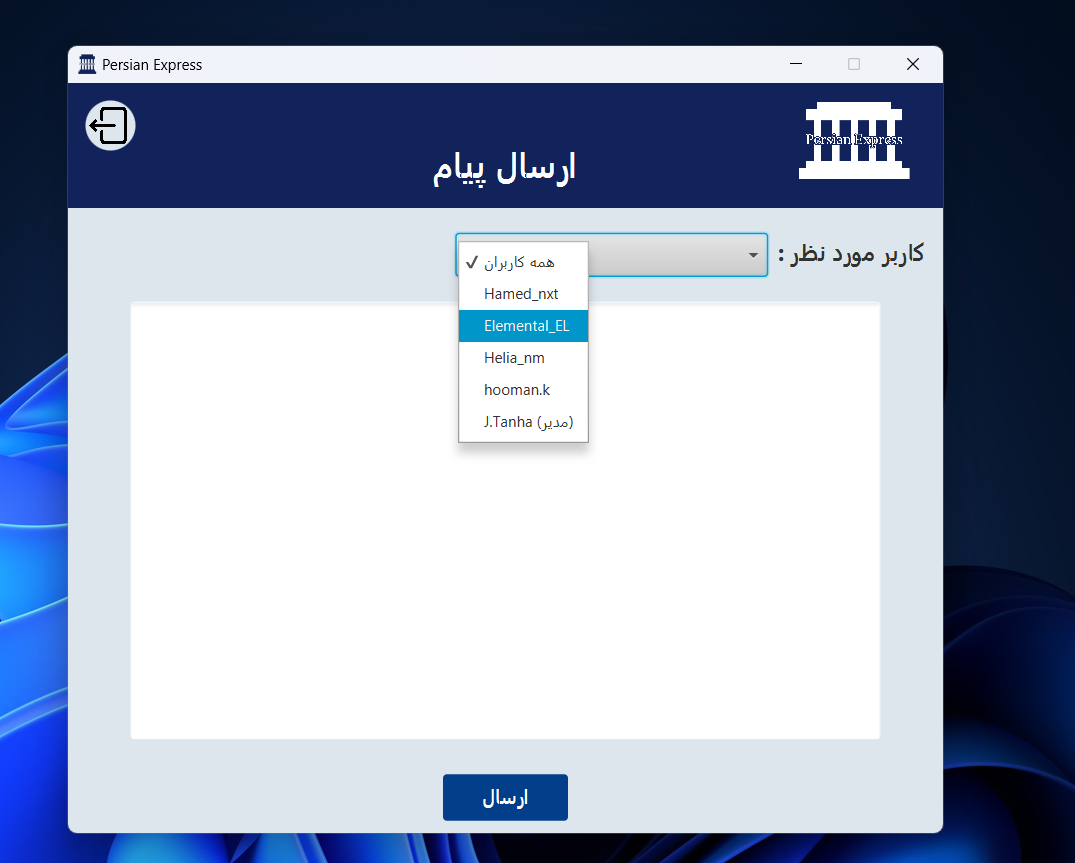 Persian Express
Persian Express
ارسال پیام
کاربر مورد نظر :
همه کاربران
Hamed_nxt
Elemental_EL
Helia_nm
hooman.k
J.Tanha (مدیر)
ارسال